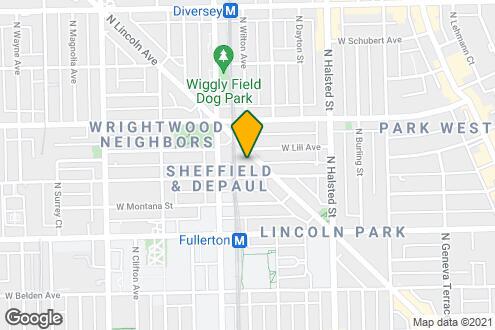 Diversey M
N Wayne Ave
N Magnolia Ave
N Lincoln Ave
N Wilton Ave
N Dayton St
W Schubert Ave
N Halsted St
N Lehmann Ct
Wiggly Field
Dog Park
WRIGHTWOOD
NEIGHBORS
PARK WEST
W Lill Ave
N Burling St
SHEFFIELD
& DEPAUL
N Surrey Ct
W Montana St
N Halsted St
Fullerton M
LINCOLN PARK
N Clifton Ave
N Geneva Terrace
W Belden Ave
Google
Map data ©2021